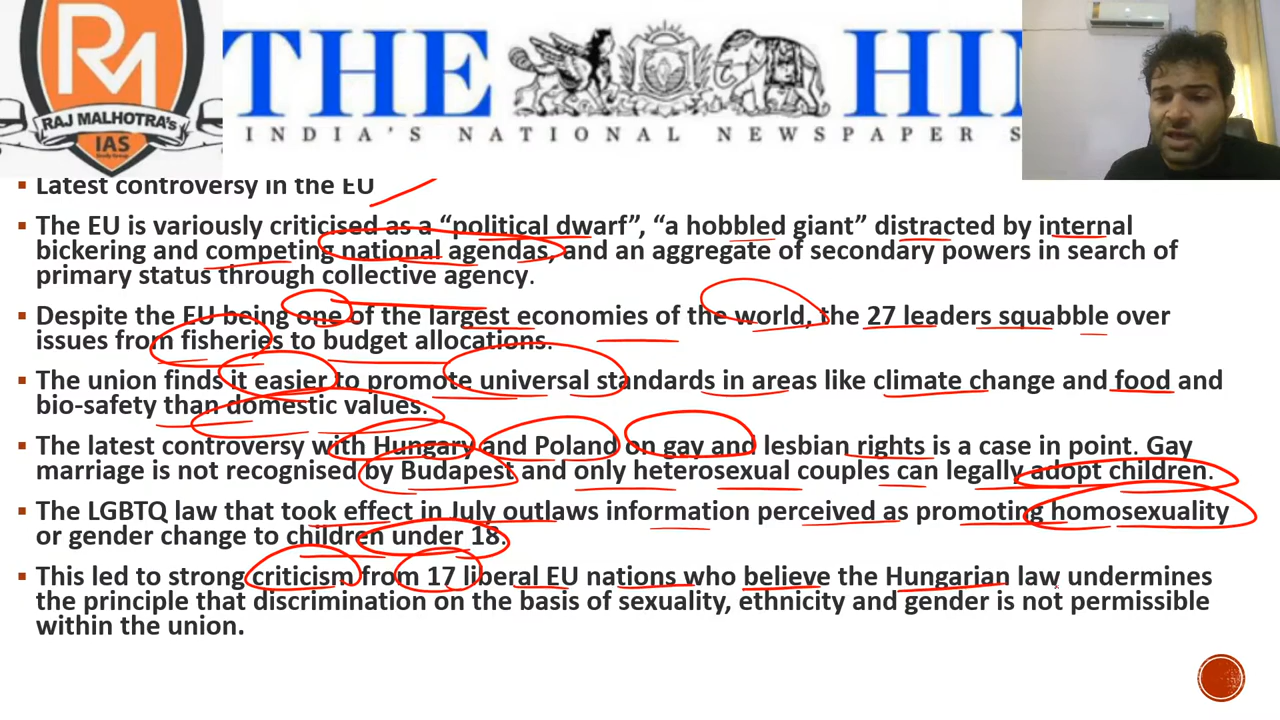 RM
RAJ MALHOTRA's
IAS
THE HI
INDIA'S NATIONAL NEWSPAPER S
▪ Latest controversy in the EU
▪ The EU is variously criticised as a “political dwarf”, “a hobbled giant” distracted by internal
bickering and competing national agendas, and an aggregate of secondary powers in search of
primary status through collective agency.
▪ Despite the EU being one of the largest economies of the world, the 27 leaders squabble over
issues from fisheries to budget allocations.
▪ The union finds it easier to promote universal standards in areas like climate change and food and
bio-safety than domestic values.
▪ The latest controversy with Hungary and Poland on gay and lesbian rights is a case in point. Gay
marriage is not recognised by Budapest and only heterosexual couples can legally adopt children.
▪ The LGBTQ law that took effect in July outlaws information perceived as promoting homosexuality
or gender change to children under 18.
▪ This led to strong criticism from 17 liberal EU nations who believe the Hungarian law undermines
the principle that discrimination on the basis of sexuality, ethnicity and gender is not permissible
within the union.